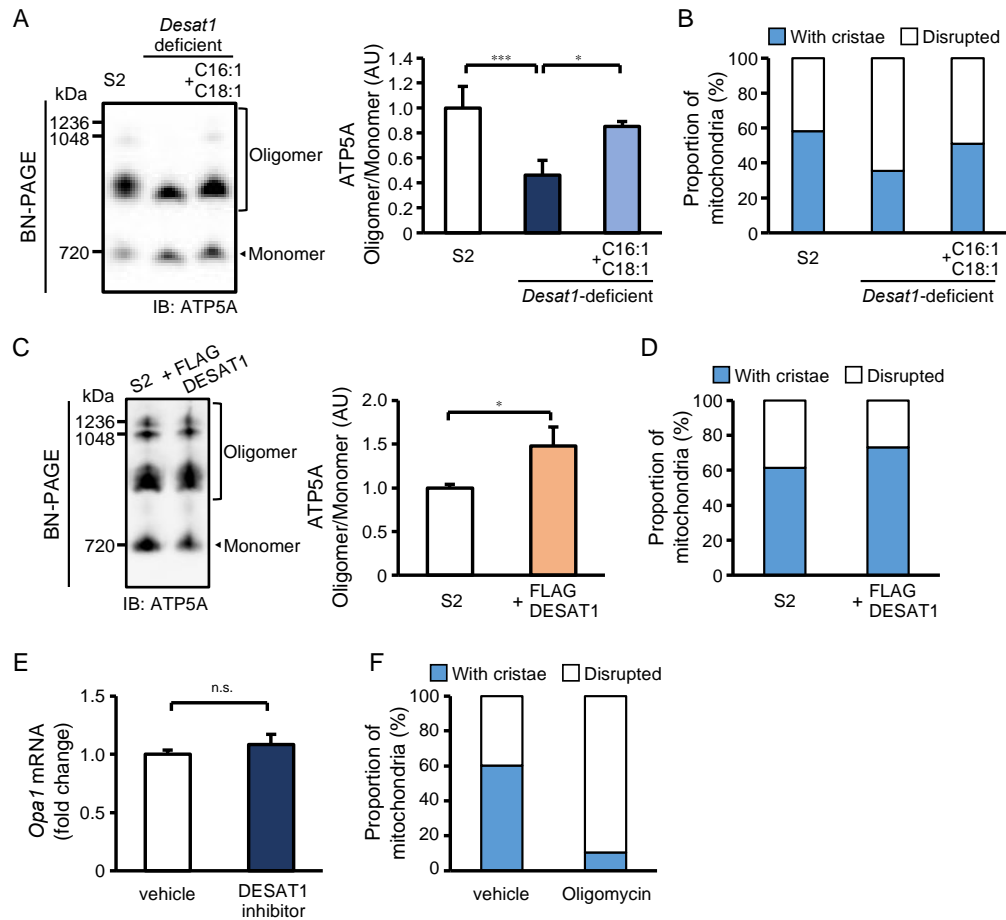 A
Desat1
deficient
S2
+C16:1
C18:1
kDa
1236
1048
720
BN-PAGE
Oligomer
Monomer
IB: ATP5A
ATP5A
Oligomer/Monomer (AU)
1.4
1.2
1.0
0.8
0.6
0.4
0.2
0.0
***
*
S2
+C16:1
C18:1
Desat1-deficient
B
With cristae
Disrupted
Proportion of
mitochondria (%)
100
80
60
40
20
0
S2
+C16:1
C18:1
Desat1-deficient
C
S2
+ FLAG
DESAT1
kDa
1236
1048
720
BN-PAGE
Oligomer
Monomer
IB: ATP5A
ATP5A
Oligomer/Monomer (AU)
2.0
1.5
1.0
0.5
0.0
*
S2
+ FLAG
DESAT1
D
With cristae
Disrupted
Proportion of
mitochondria (%)
100
80
60
40
20
0
S2
+ FLAG
DESAT1
E
Opa1 mRNA
(fold change)
1.5
1.0
0.5
0
n.s.
vehicle
DESAT1
inhibitor
F
With cristae
Disrupted
Proportion of
mitochondria (%)
100
80
60
40
20
0
vehicle
Oligomycin